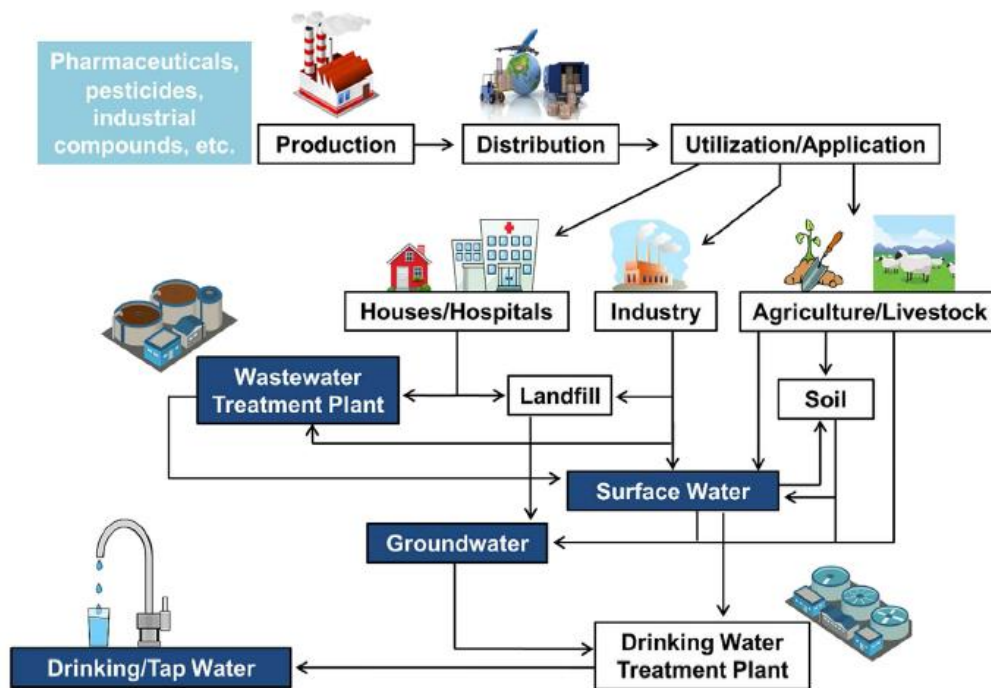 Pharmaceuticals,
pesticides,
industrial
compounds, etc.
Production
Distribution
Utilization/Application
Houses/Hospitals
Industry
Agriculture/Livestock
Wastewater
Treatment Plant
Landfill
Soil
Surface Water
Groundwater
Drinking Water
Treatment Plant
Drinking/Tap Water